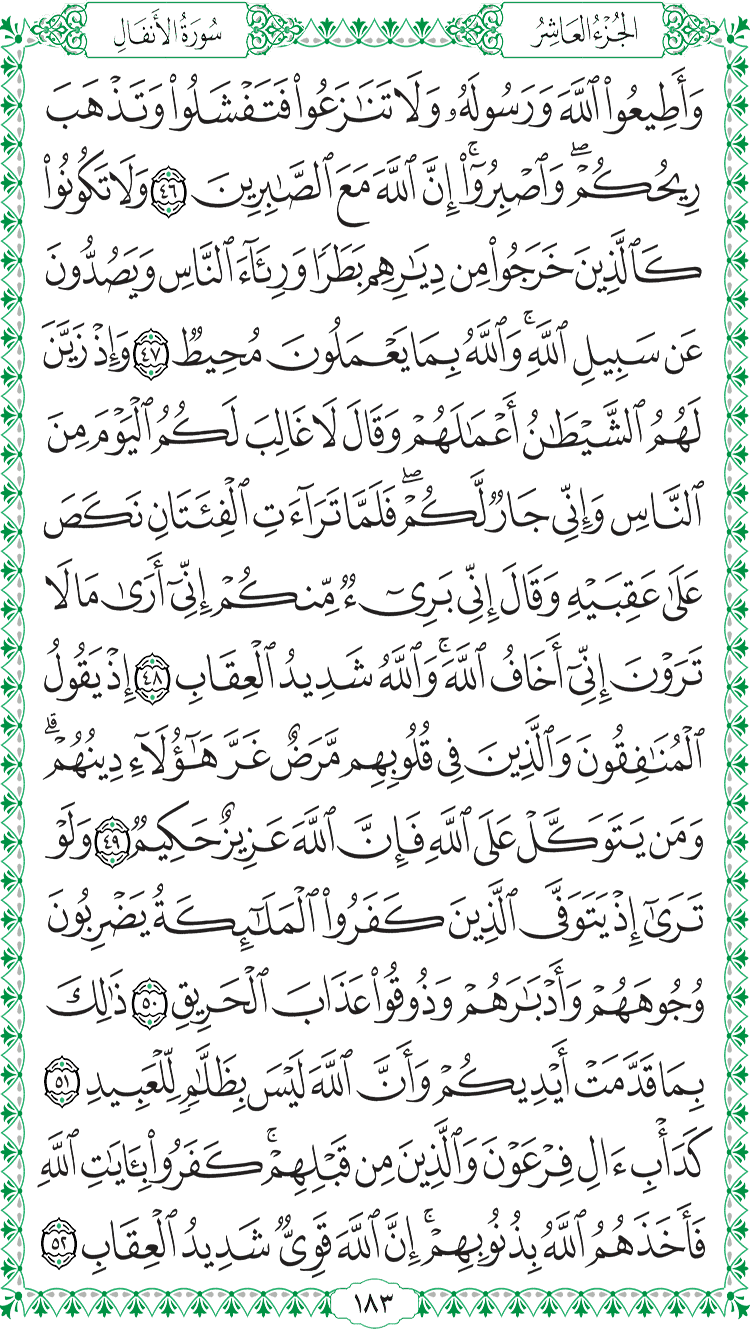 الجُزْءُ العَاشِرُ
سُورَةُ الأَنفَالِ
وَأَطِيعُوا۟ ٱللَّهَ وَرَسُولَهُۥ وَلَا تَنَٰزَعُوا۟ فَتَفْشَلُوا۟ وَتَذْهَبَ
رِيحُكُمْ ۖ وَٱصْبِرُوٓا۟ ۚ إِنَّ ٱللَّهَ مَعَ ٱلصَّٰبِرِينَ ٤٦ وَلَا تَكُونُوا۟
كَٱلَّذِينَ خَرَجُوا۟ مِن دِيَٰرِهِم بَطَرًا وَرِئَآءَ ٱلنَّاسِ وَيَصُدُّونَ
عَن سَبِيلِ ٱللَّهِ ۚ وَٱللَّهُ بِمَا يَعْمَلُونَ مُحِيطٌ ٤٧ وَإِذْ زَيَّنَ
لَهُمُ ٱلشَّيْطَٰنُ أَعْمَٰلَهُمْ وَقَالَ لَا غَالِبَ لَكُمُ ٱلْيَوْمَ مِنَ
ٱلنَّاسِ وَإِنِّى جَارٌ لَّكُمْ ۖ فَلَمَّا تَرَآءَتِ ٱلْفِئَتَانِ نَكَصَ
عَلَىٰ عَقِبَيْهِ وَقَالَ إِنِّى بَرِىٓءٌ مِّنكُمْ إِنِّىٓ أَرَىٰ مَا لَا
تَرَوْنَ إِنِّىٓ أَخَافُ ٱللَّهَ ۚ وَٱللَّهُ شَدِيدُ ٱلْعِقَابِ ٤٨ إِذْ يَقُولُ
ٱلْمُنَٰفِقُونَ وَٱلَّذِينَ فِى قُلُوبِهِم مَّرَضٌ غَرَّ هَٰٓؤُلَآءِ دِينُهُمْ ۗ
وَمَن يَتَوَكَّلْ عَلَى ٱللَّهِ فَإِنَّ ٱللَّهَ عَزِيزٌ حَكِيمٌ ٤٩ وَلَوْ
تَرَىٰٓ إِذْ يَتَوَفَّى ٱلَّذِينَ كَفَرُوا۟ ٱلْمَلَٰٓئِكَةُ يَضْرِبُونَ
وُجُوهَهُمْ وَأَدْبَٰرَهُمْ وَذُوقُوا۟ عَذَابَ ٱلْحَرِيقِ ٥٠ ذَٰلِكَ
بِمَا قَدَّمَتْ أَيْدِيكُمْ وَأَنَّ ٱللَّهَ لَيْسَ بِظَلَّٰمٍ لِّلْعَبِيدِ ٥١
كَدَأْبِ ءَالِ فِرْعَوْنَ وَٱلَّذِينَ مِن قَبْلِهِمْ ۚ كَفَرُوا۟ بِـَٔايَٰتِ ٱللَّهِ
فَأَخَذَهُمُ ٱللَّهُ بِذُنُوبِهِمْ ۚ إِنَّ ٱللَّهَ قَوِىٌّ شَدِيدُ ٱلْعِقَابِ ٥٢
١٨٣